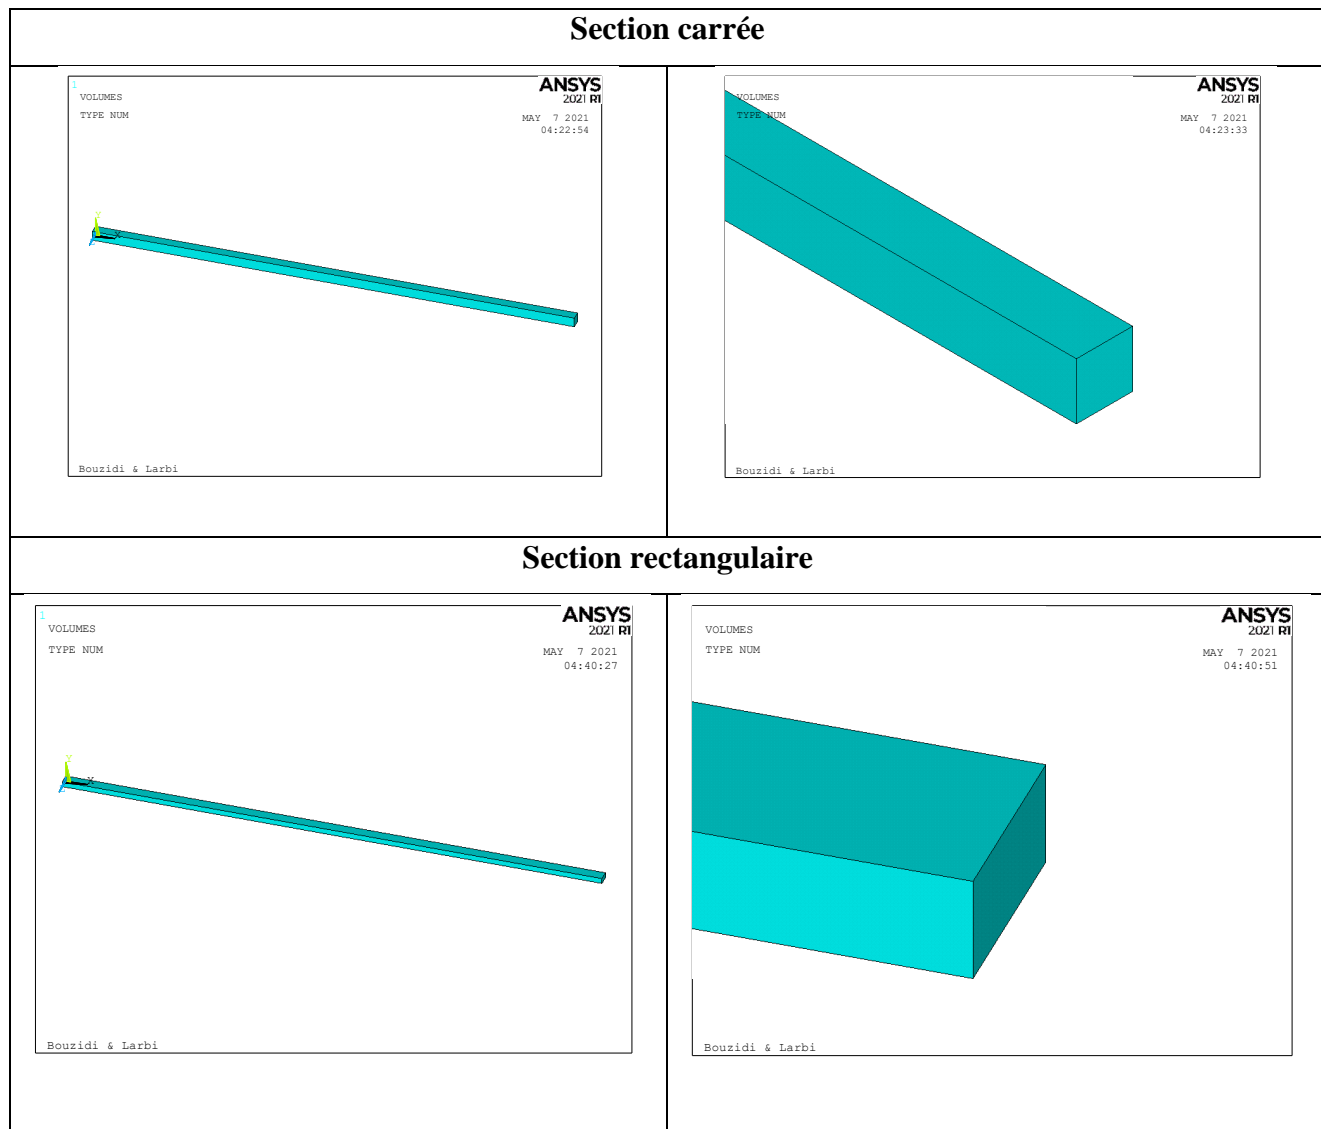 Section carrée
1
ANSYS
2021 R1
VOLUMES
TYPE NUM
MAY 7 2021
04:22:54
Y
X
Z
Bouzidi & Larbi
ANSYS
2021 R1
VOLUMES
TYPE NUM
MAY 7 2021
04:23:33
Bouzidi & Larbi
Section rectangulaire
1
ANSYS
2021 R1
VOLUMES
TYPE NUM
MAY 7 2021
04:40:27
Y
X
Z
Bouzidi & Larbi
ANSYS
2021 R1
VOLUMES
TYPE NUM
MAY 7 2021
04:40:51
Bouzidi & Larbi